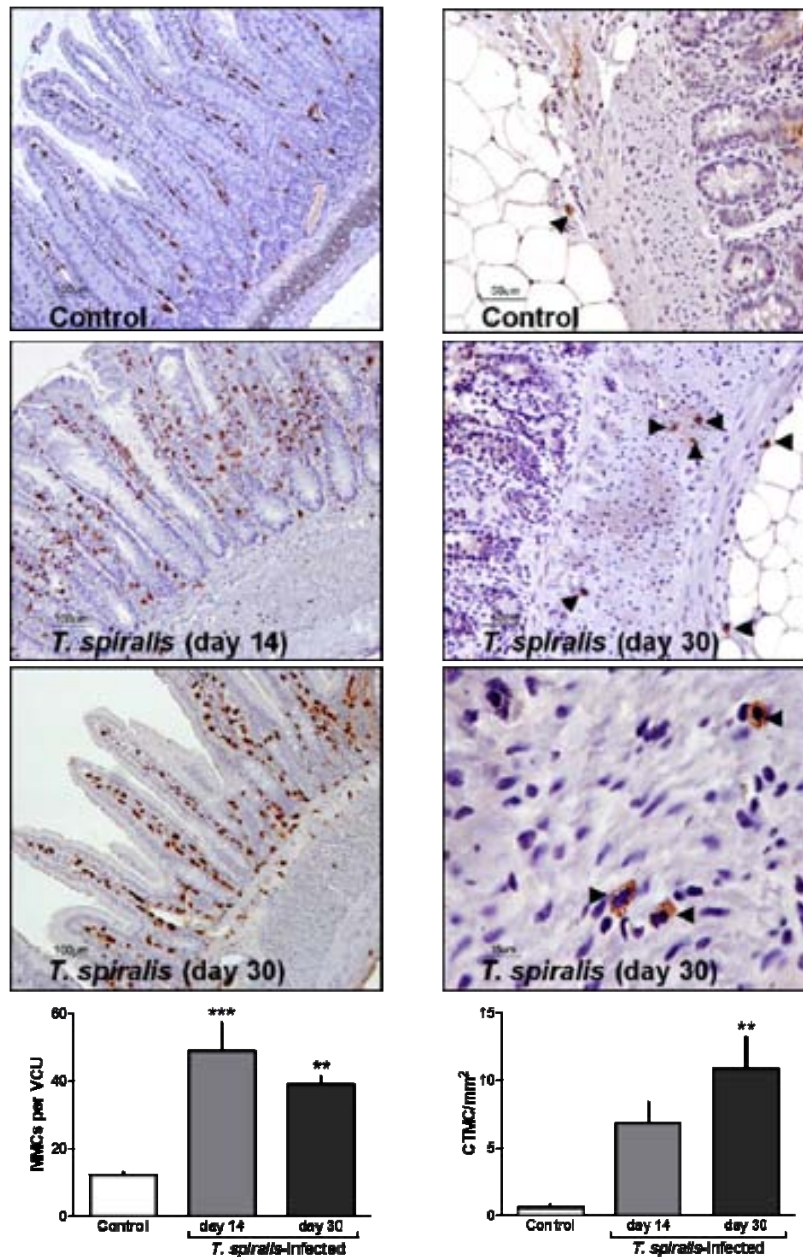 100µm
Control
50µm
Control
100µm
T. spiralis (day 14)
T. spiralis (day 30)
100µm
T. spiralis (day 30)
T. spiralis (day 30)
60
40
20
0
IMMCs per VCU
***
**
Control
day 14
day 30
T. spiralis-infected
15
10
5
0
CTMC/mm²
**
Control
day 14
day 30
T. spiralis-infected